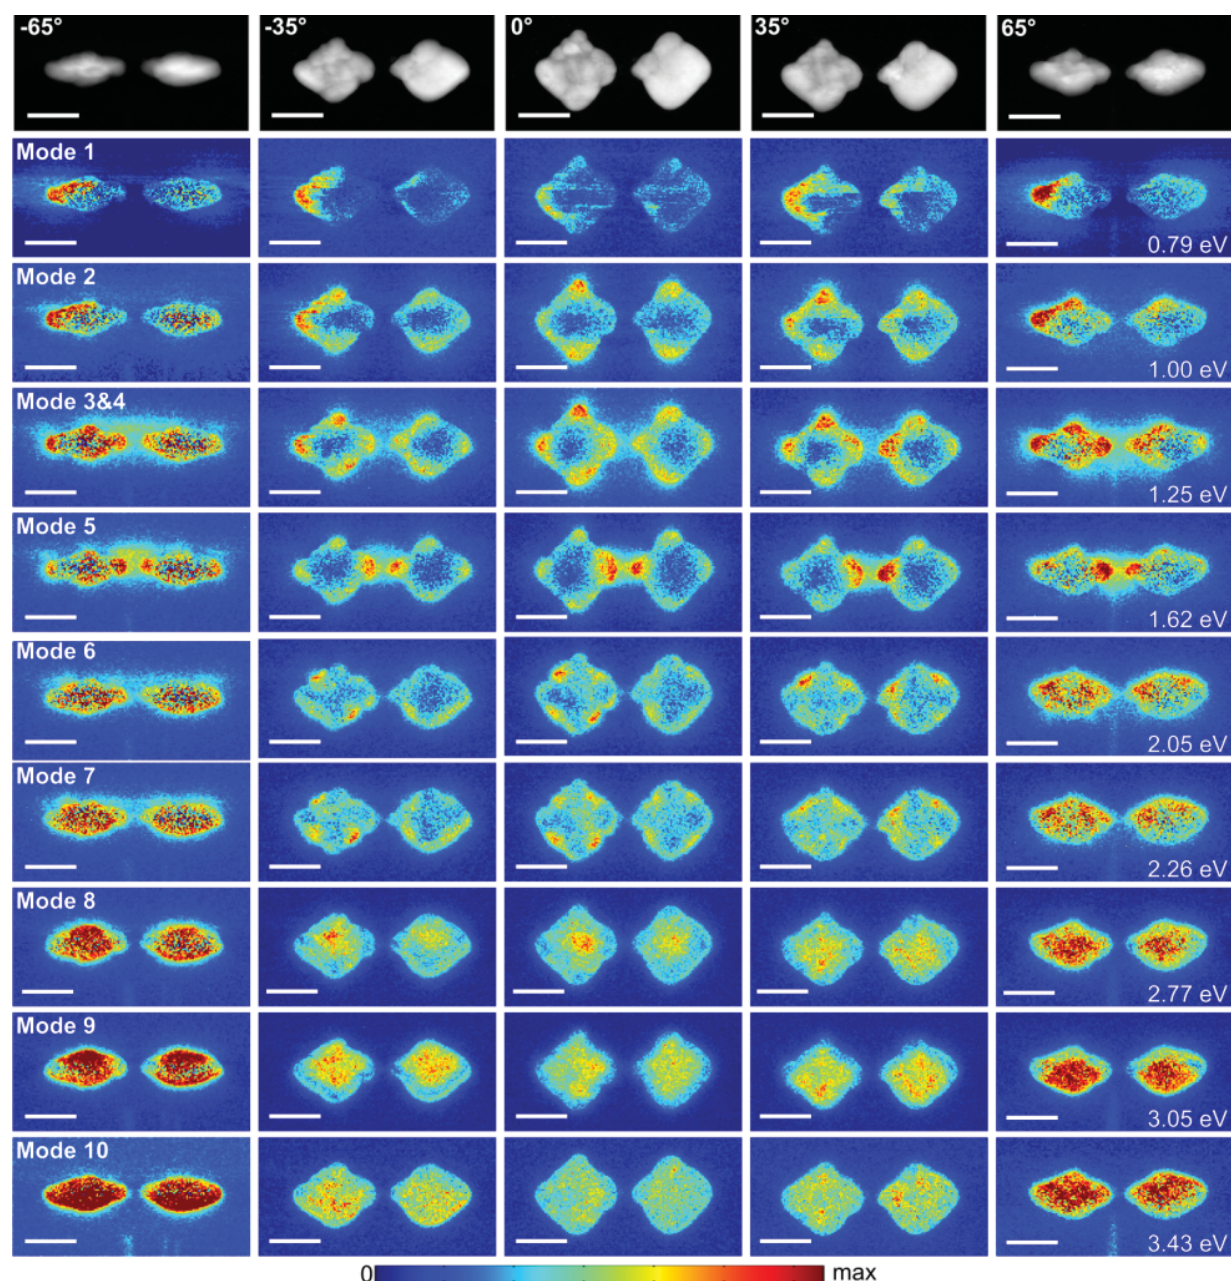 -65° -35° 0° 35° 65°
Mode 1
0.79 eV
Mode 2
1.00 eV
Mode 3&4
1.25 eV
Mode 5
1.62 eV
Mode 6
2.05 eV
Mode 7
2.26 eV
Mode 8
2.77 eV
Mode 9
3.05 eV
Mode 10
3.43 eV
0 max